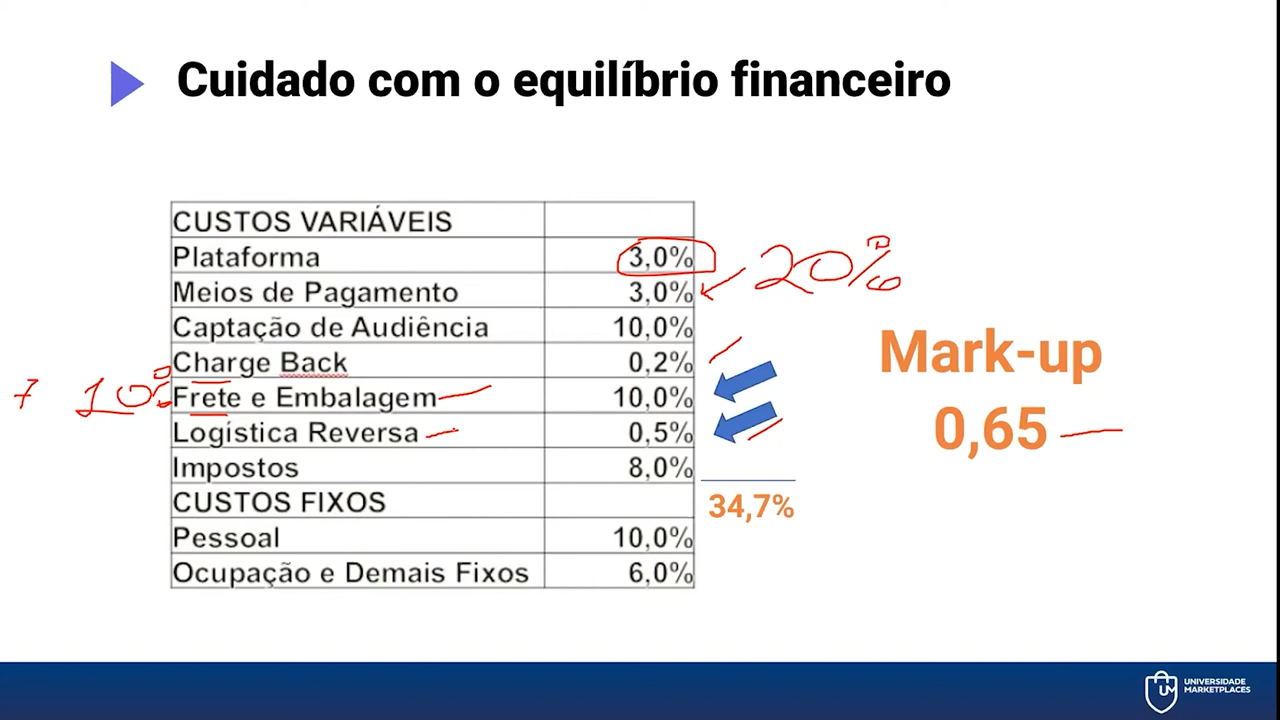 Cuidado com o equilíbrio financeiro
CUSTOS VARIÁVEIS
Plataforma 3,0%
20%
Meios de Pagamento 3,0%
Captação de Audiência 10,0%
Charge Back 0,2%
+ 10%
Frete e Embalagem 10,0%
Logística Reversa 0,5%
Impostos 8,0%
34,7%
CUSTOS FIXOS
Pessoal 10,0%
Ocupação e Demais Fixos 6,0%
Mark-up
0,65
UM
UNIVERSIDADE
MARKETPLACES